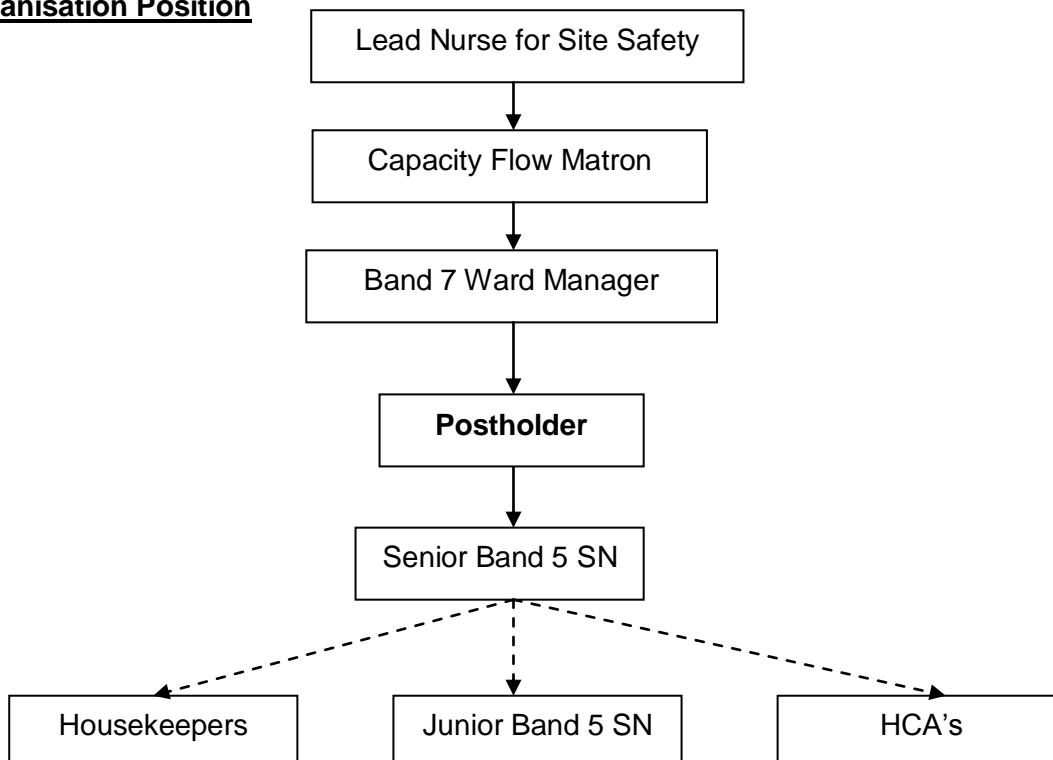 anisation Position
Lead Nurse for Site Safety
Capacity Flow Matron
Band 7 Ward Manager
Postholder
Senior Band 5 SN
Housekeepers
Junior Band 5 SN
HCA's